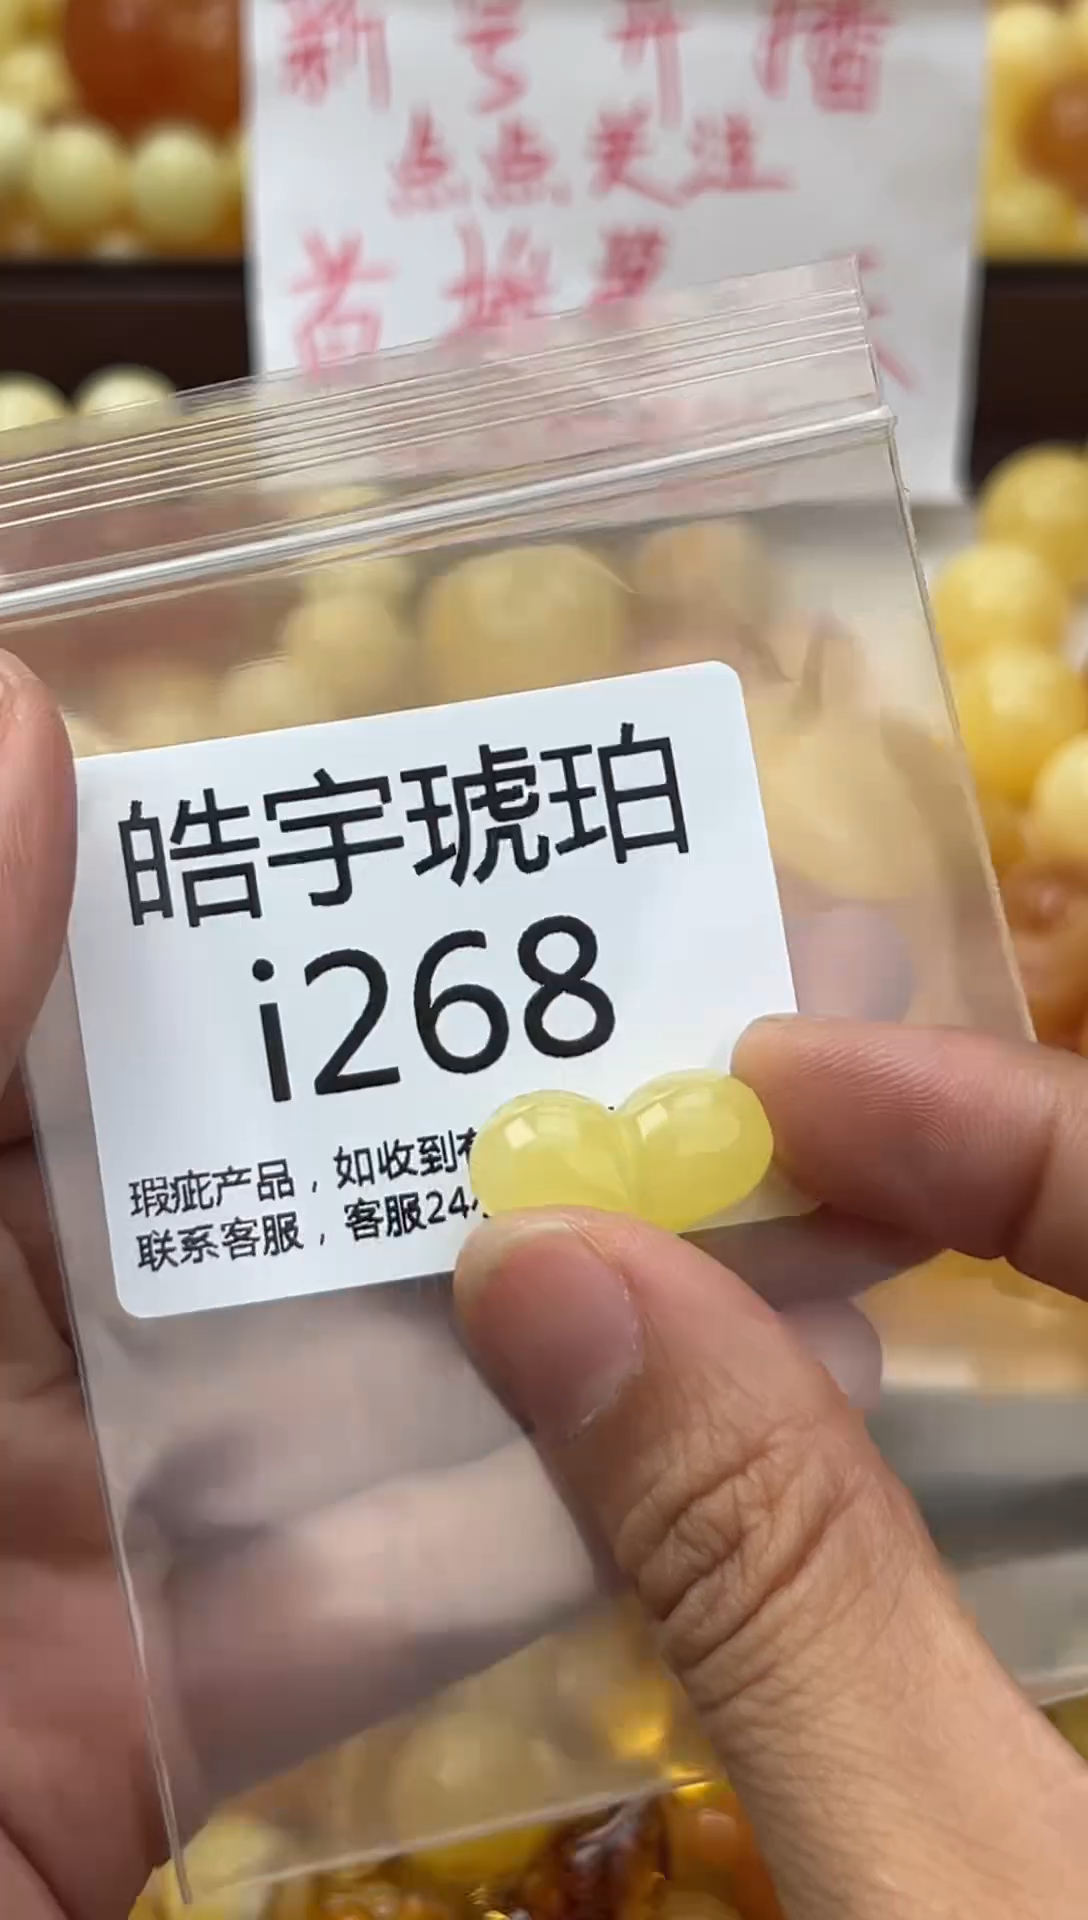 新号开播
点点关注
首
皓宇琥珀
i268
瑕疵产品，如收到
联系客服，客服24